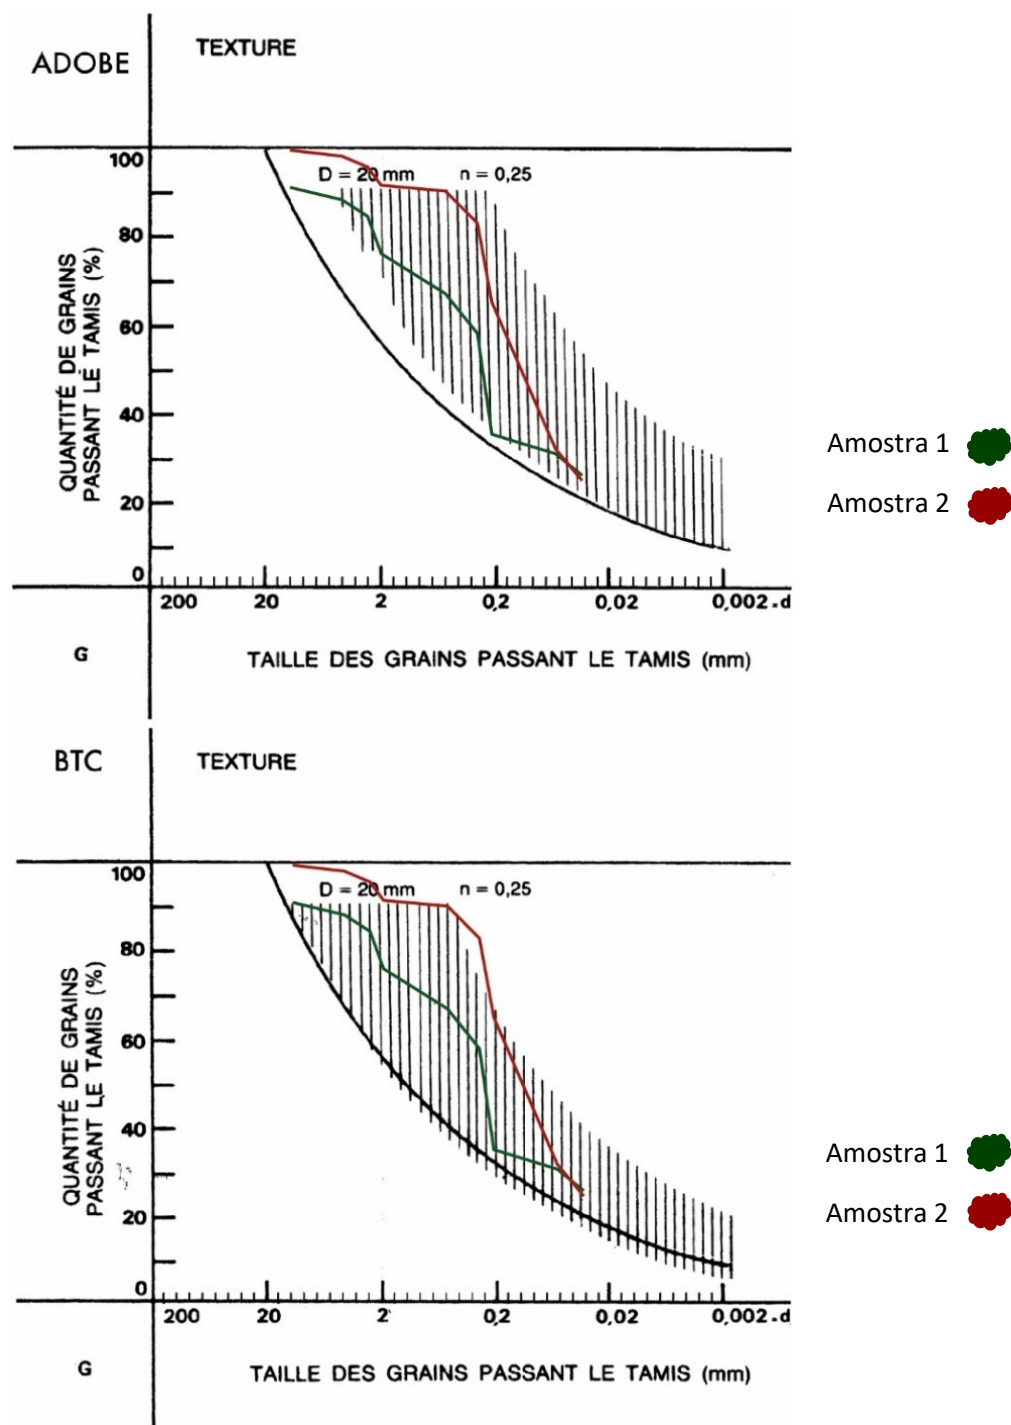 ADOBE
TEXTURE
100
D = 20 mm
n = 0,25
80
60
40
20
0
QUANTITÉ DE GRAINS
PASSANT LE TAMIS (%)
200
20
2
0,2
0,02
0,002.d
G
TAILLE DES GRAINS PASSANT LE TAMIS (mm)
Amostra 1
Amostra 2
BTC
TEXTURE
100
D = 20 mm
n = 0,25
80
60
40
20
0
QUANTITÉ DE GRAINS
PASSANT LE TAMIS (%)
200
20
2
0,2
0,02
0,002.d
G
TAILLE DES GRAINS PASSANT LE TAMIS (mm)
Amostra 1
Amostra 2